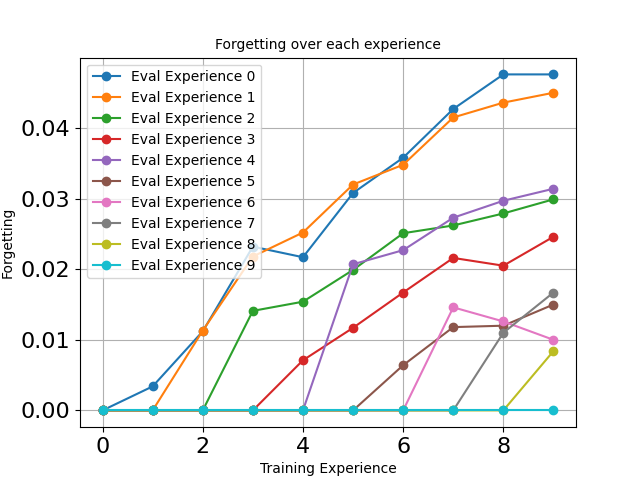 Forgetting over each experience
Eval Experience 0
Eval Experience 1
Eval Experience 2
Eval Experience 3
Eval Experience 4
Eval Experience 5
Eval Experience 6
Eval Experience 7
Eval Experience 8
Eval Experience 9
Forgetting
0.04
0.03
0.02
0.01
0.00
0 2 4 6 8
Training Experience